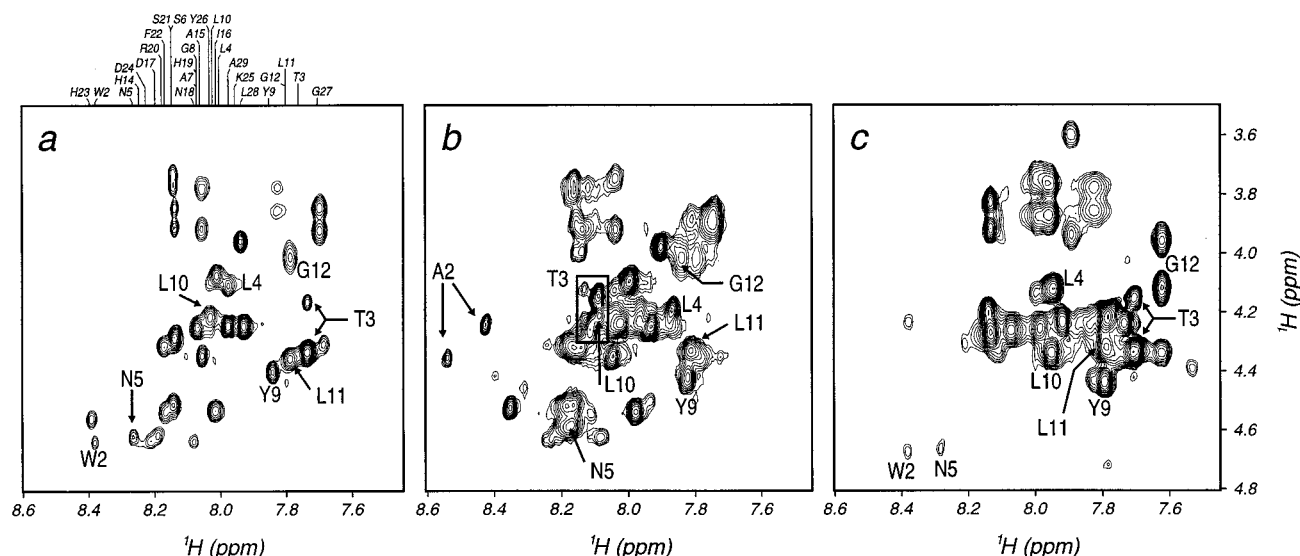 S21 S6 Y26 L10
F22 A15 I16
R20 G8 L4
D17 H19 A29 L11
D24 A7 K25 G12 T3
H14
H23 W2 N5 N18 L28 Y9 G27
a
b
c
L10
L4
G12
T3
N5
Y9
L11
W2
A2
T3
L4
G12
L11
L10
Y9
N5
L4
G12
T3
L10
L11
Y9
W2 N5
3.6
3.8
4.0
4.2
4.4
4.6
4.8
¹H (ppm)
8.6 8.4 8.2 8.0 7.8 7.6
8.6 8.4 8.2 8.0 7.8 7.6
8.6 8.4 8.2 8.0 7.8 7.6
¹H (ppm)
¹H (ppm)
¹H (ppm)